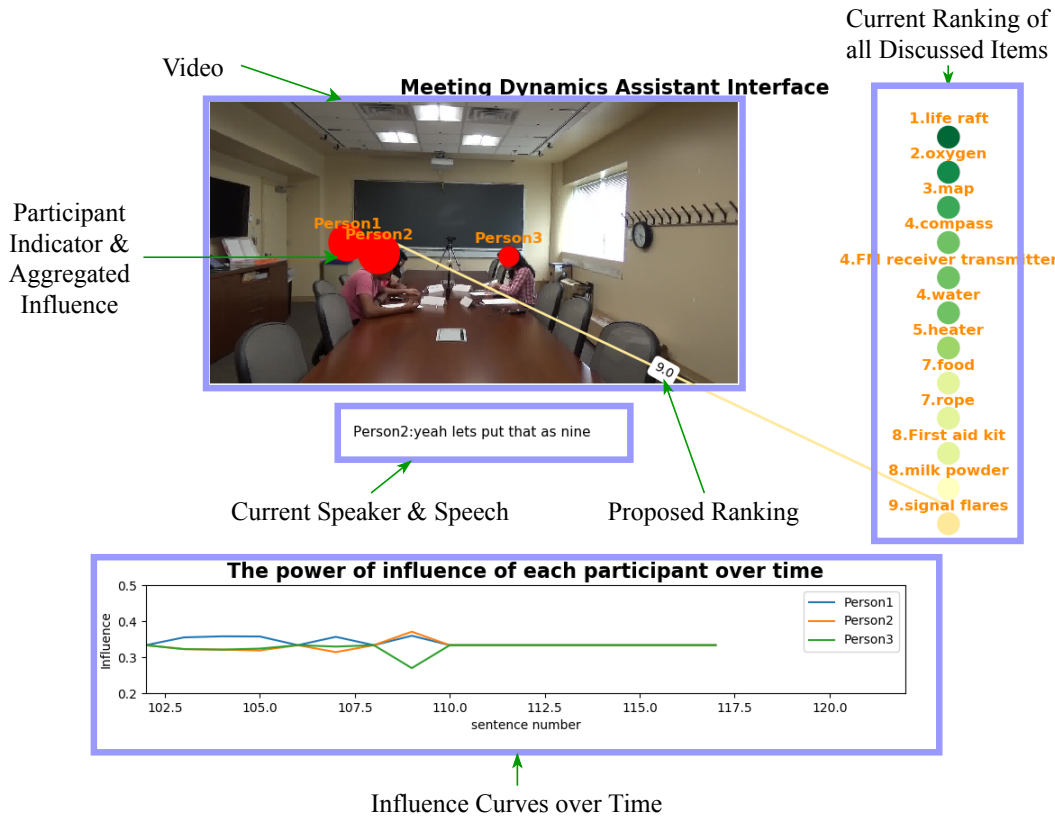 Current Ranking of
all Discussed Items
Video
Meeting Dynamics Assistant Interface
Participant
Indicator &
Aggregated
Influence
Person1
Person2
Person3
9.0
1.life raft
2.oxygen
3.map
4.compass
4.FM receiver transmitter
4.water
5.heater
7.food
7.rope
8.First aid kit
8.milk powder
9.signal flares
Person2:yeah lets put that as nine
Current Speaker & Speech
Proposed Ranking
The power of influence of each participant over time
Influence
0.5
0.4
0.3
0.2
Person1
Person2
Person3
102.5 105.0 107.5 110.0 112.5 115.0 117.5 120.0
sentence number
Influence Curves over Time